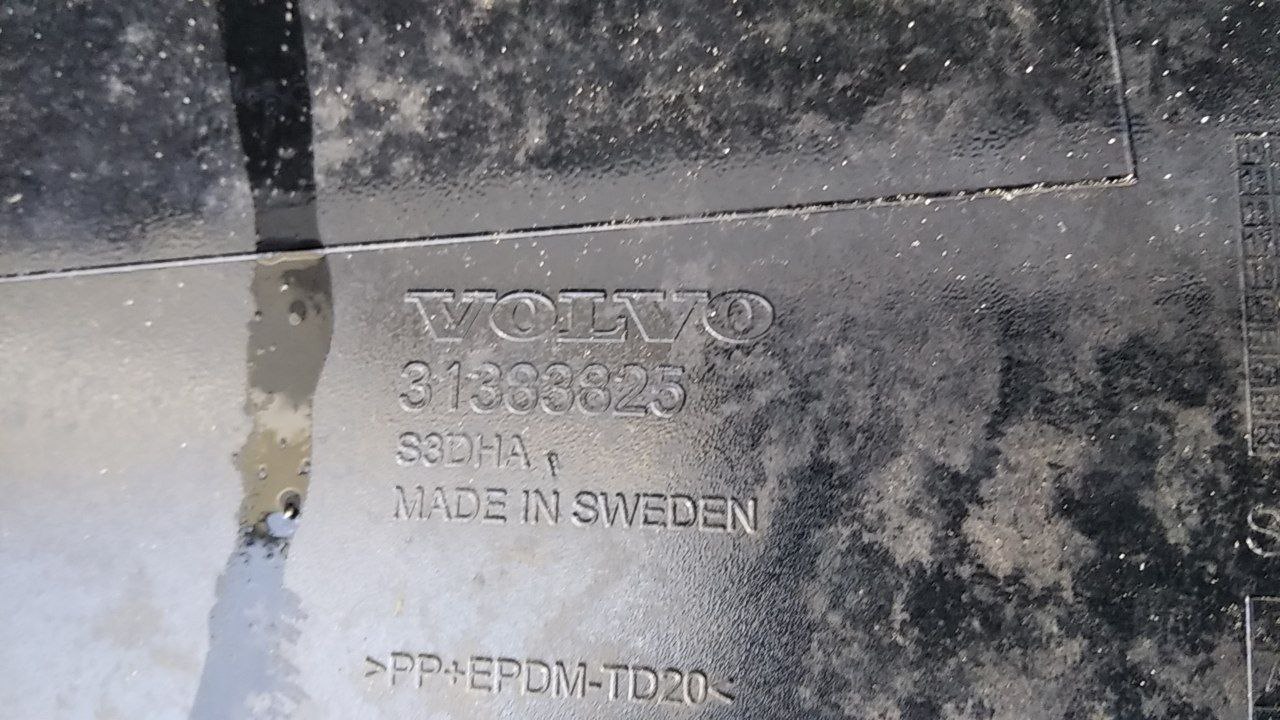 VOLVO
31383825
S3DHA
MADE IN SWEDEN
>PP+EPDM-TD20<